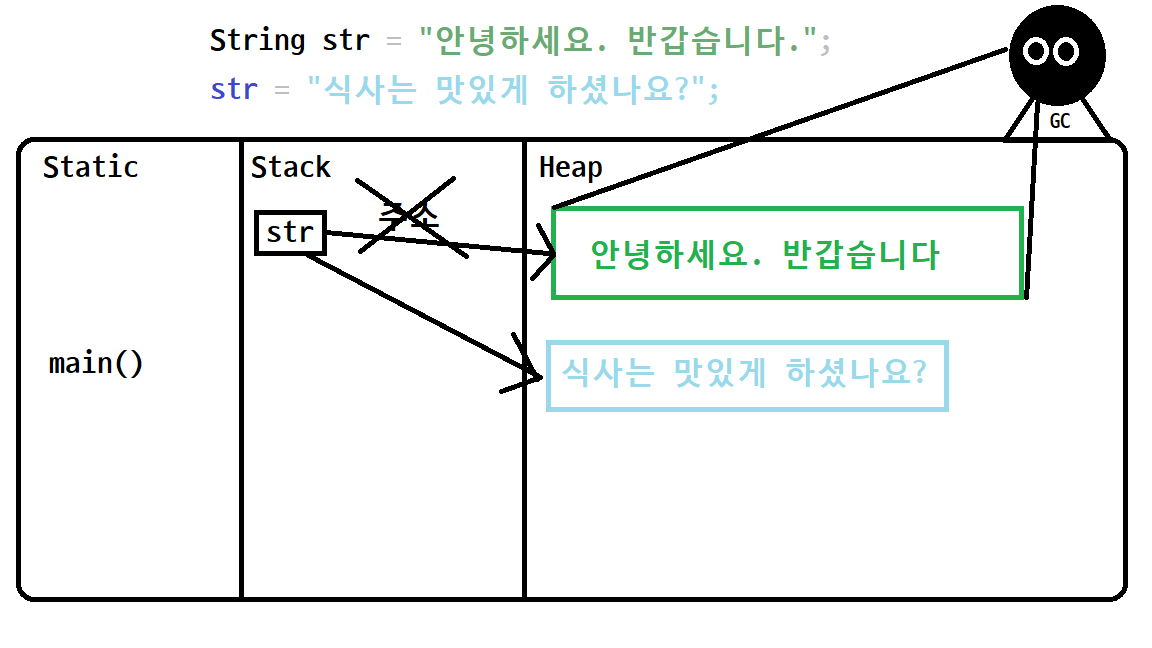 String str = "안녕하세요. 반갑습니다.";
str = "식사는 맛있게 하셨나요?";
GC
Static
Stack
Heap
주소
str
안녕하세요. 반갑습니다
main()
식사는 맛있게 하셨나요?